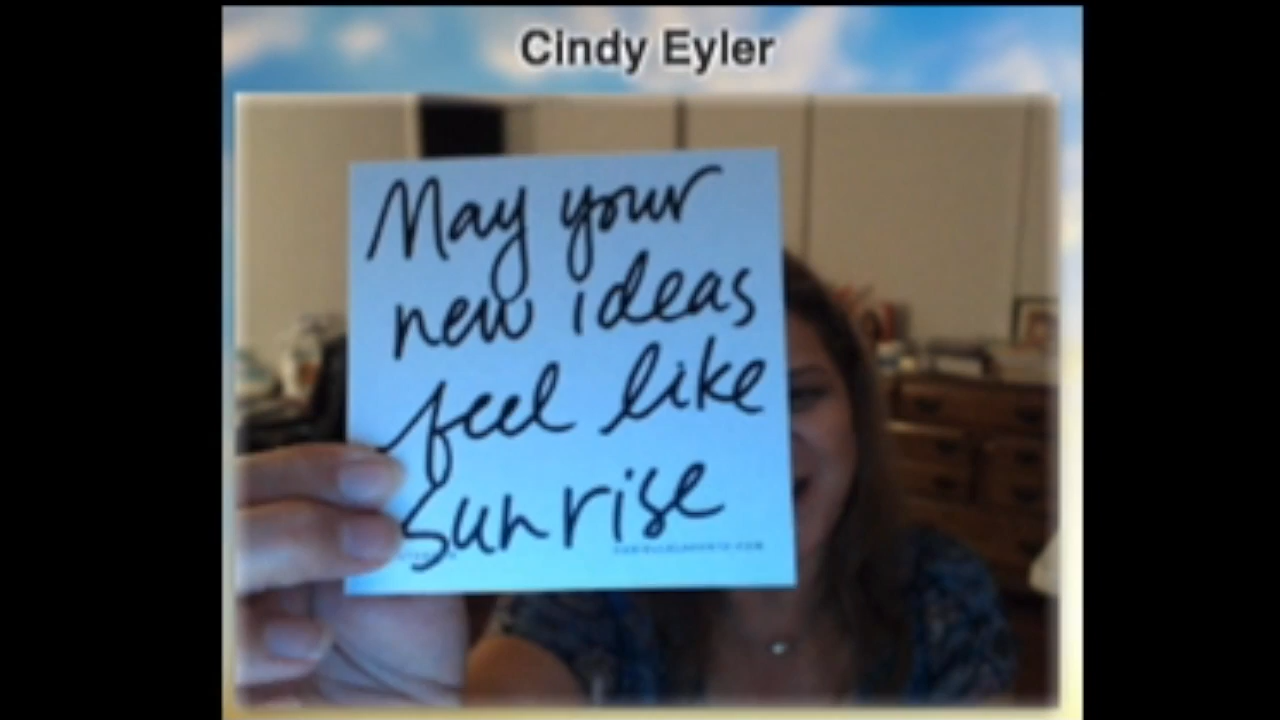 Cindy Eyler
May your
new ideas
feel like
sunrise